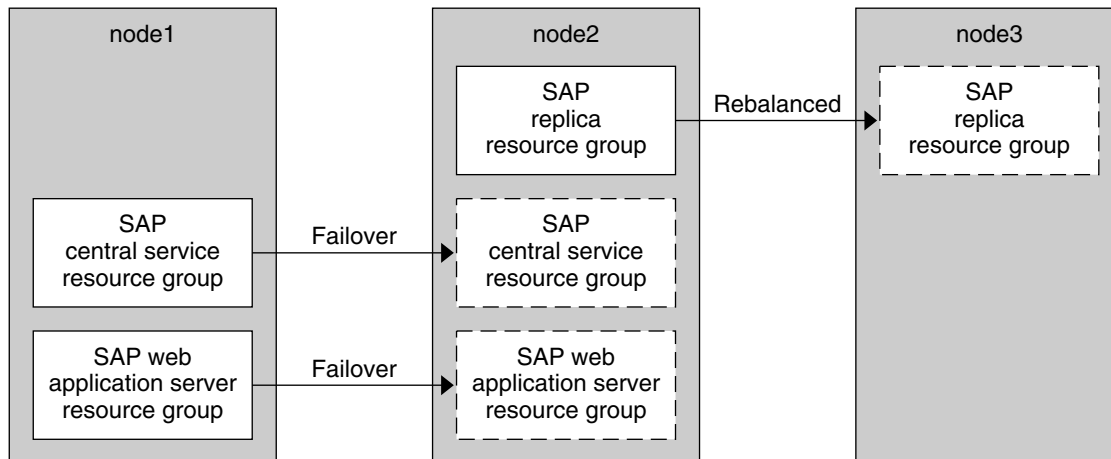 node1
node2
node3
SAP
replica
resource group
Rebalanced
SAP
replica
resource group
SAP
central service
resource group
Failover
SAP
central service
resource group
SAP web
application server
resource group
Failover
SAP web
application server
resource group